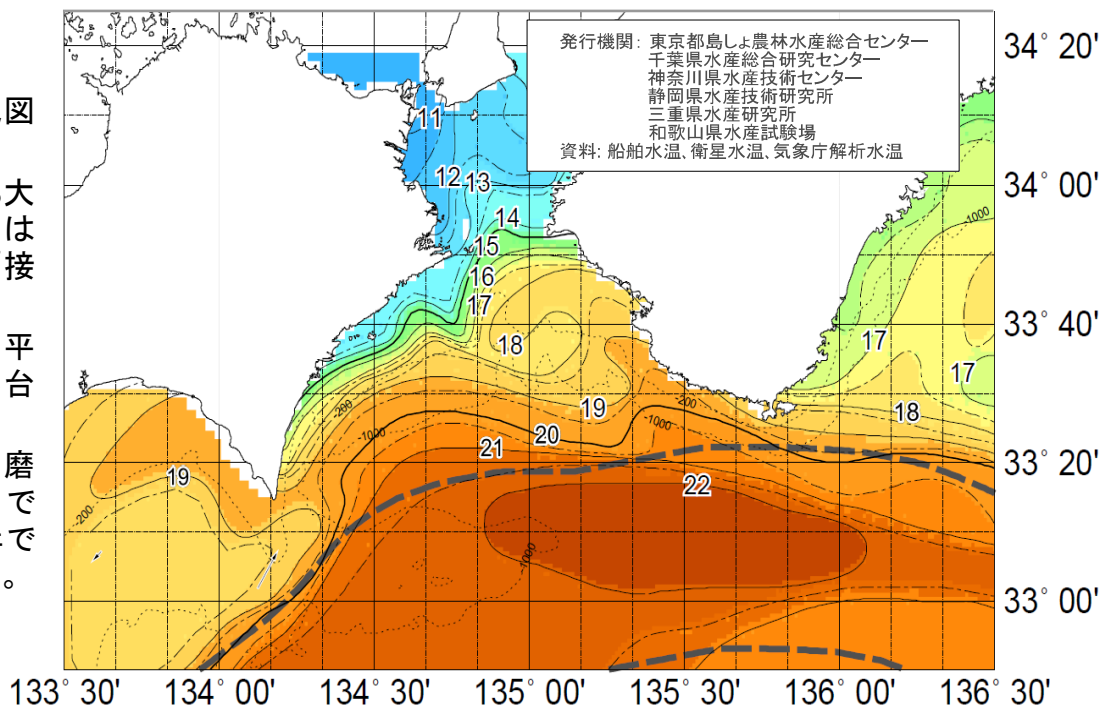 図
大
は
接
平
台
磨
で
で
。
発行機関: 東京都島しょ農林水産総合センター
千葉県水産総合研究センター
神奈川県水産技術センター
静岡県水産技術研究所
三重県水産研究所
和歌山県水産試験場
資料: 船舶水温、衛星水温、気象庁解析水温
34° 20'
11
12 13
34° 00'
14
-1000
15
16
17
33° 40'
18
17
17
19
18
-200
-200
-1000
-1000
20
21
33° 20'
19
22
-200
-1000
33° 00'
133° 30' 134° 00' 134° 30' 135° 00' 135° 30' 136° 00' 136° 30'